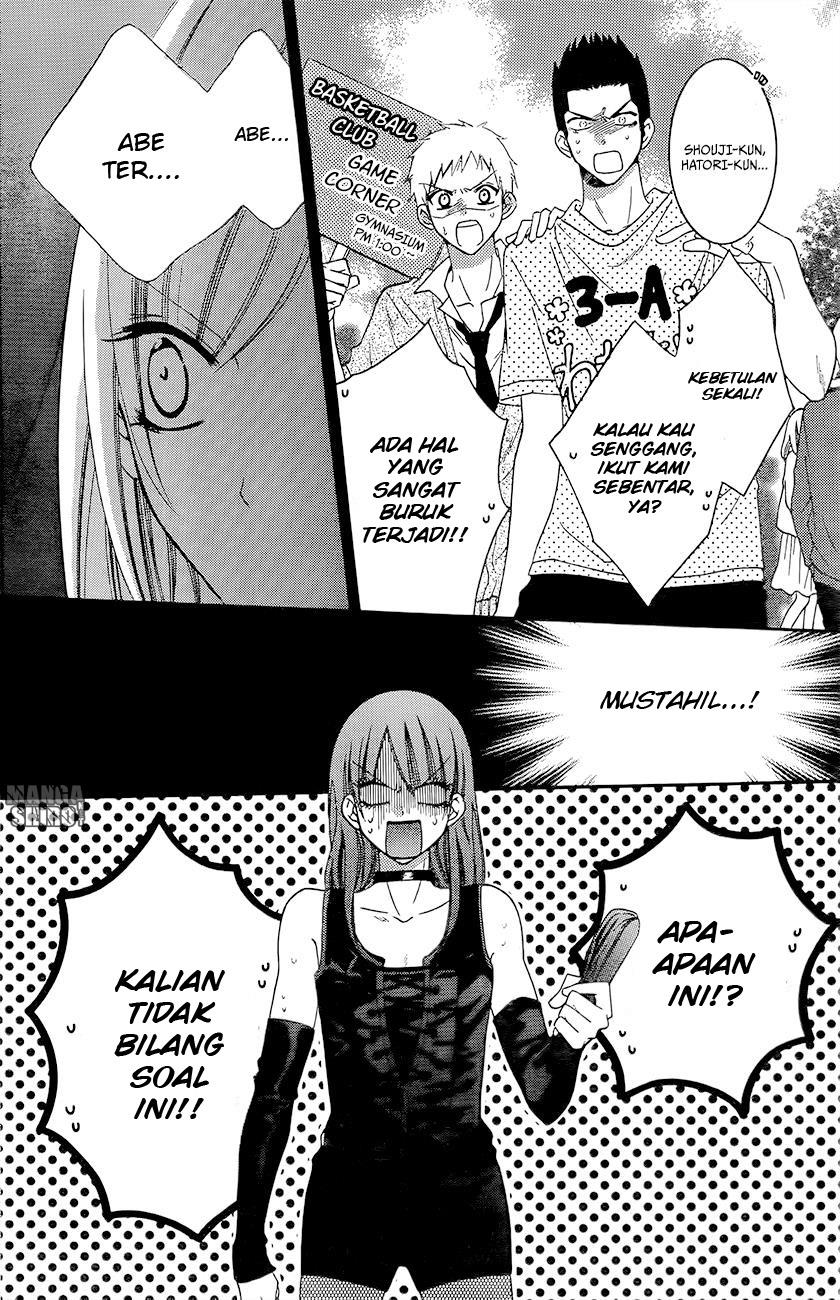 SHOUJI-KUN,
HATORI-KUN...
KEBETULAN
SEKALI!
KALAU KAU
SENGGANG,
IKUT KAMI
SEBENTAR,
YA?
3-A
BASKETBALL
CLUB
GAME
CORNER
GYMNASIUM
PM 1:00~
ADA HAL
YANG
SANGAT
BURUK
TERJADI!!
ABE...
ABE
TER....
MUSTAHIL...!
APA-
APAAN
INI!?
KALIAN
TIDAK
BILANG
SOAL
INI!!
MANGA